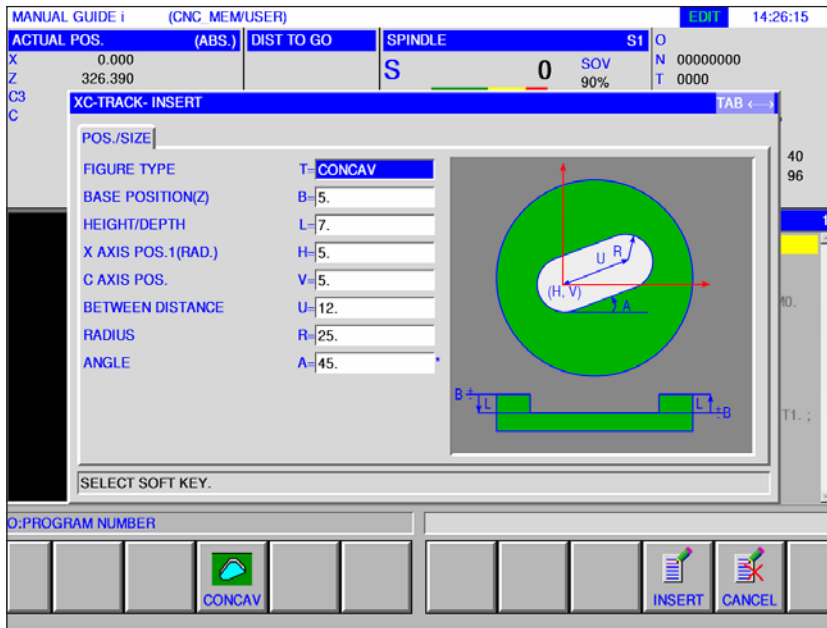 MANUAL GUIDE i (CNC_MEM/USER) EDIT 14:26:15
ACTUAL POS. (ABS.) DIST TO GO SPINDLE S1 O
X 0.000 N 00000000
Z 326.390 S 0 SOV 90% T 0000
C3
C
XC-TRACK- INSERT TAB ←→
POS./SIZE
FIGURE TYPE T= CONCAV
BASE POSITION(Z) B= 5.
HEIGHT/DEPTH L= 7.
X AXIS POS.1(RAD.) H= 5.
C AXIS POS. V= 5.
BETWEEN DISTANCE U= 12.
RADIUS R= 25.
ANGLE A= 45. °
U R
(H, V)
A
B ÷ L L ÷B
40
96
1
M0.
T1. ;
SELECT SOFT KEY.
O:PROGRAM NUMBER
CONCAV INSERT CANCEL